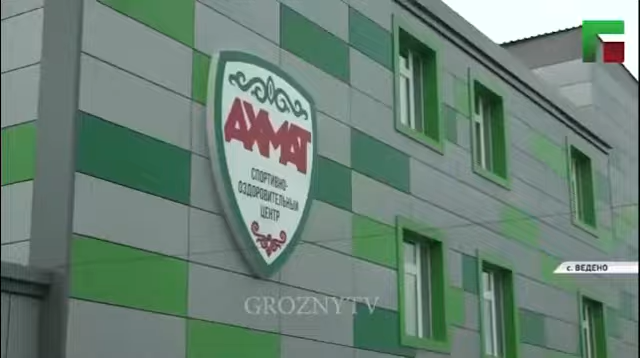 АХМАТ
СПОРТИВНО-
ОЗДОРОВИТЕЛЬНЫЙ
ЦЕНТР
с. ВЕДЕНО
GROZNYTV